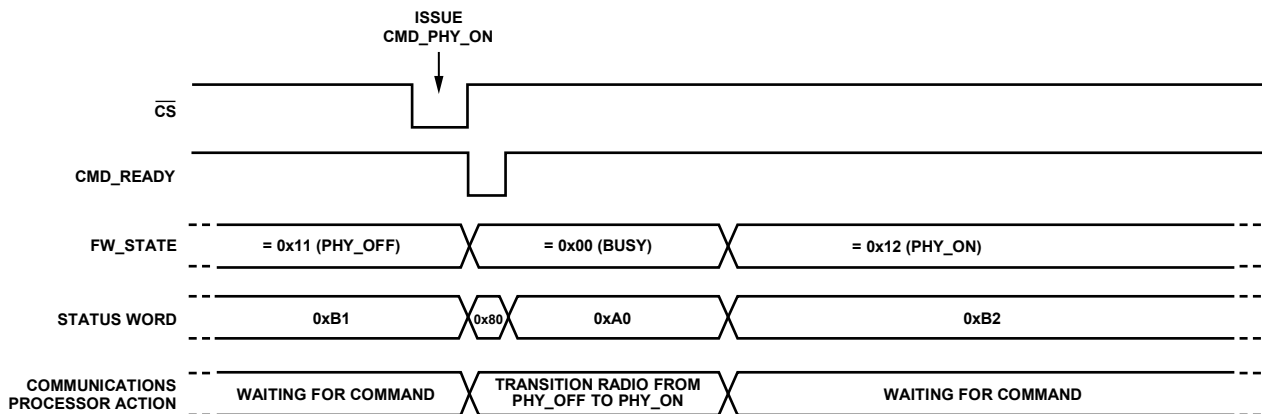 ISSUE
CMD_PHY_ON
CS
CMD_READY
FW_STATE
= 0x11 (PHY_OFF)
= 0x00 (BUSY)
= 0x12 (PHY_ON)
STATUS WORD
0xB1
0x80
0xA0
0xB2
COMMUNICATIONS
PROCESSOR ACTION
WAITING FOR COMMAND
TRANSITION RADIO FROM
PHY_OFF TO PHY_ON
WAITING FOR COMMAND